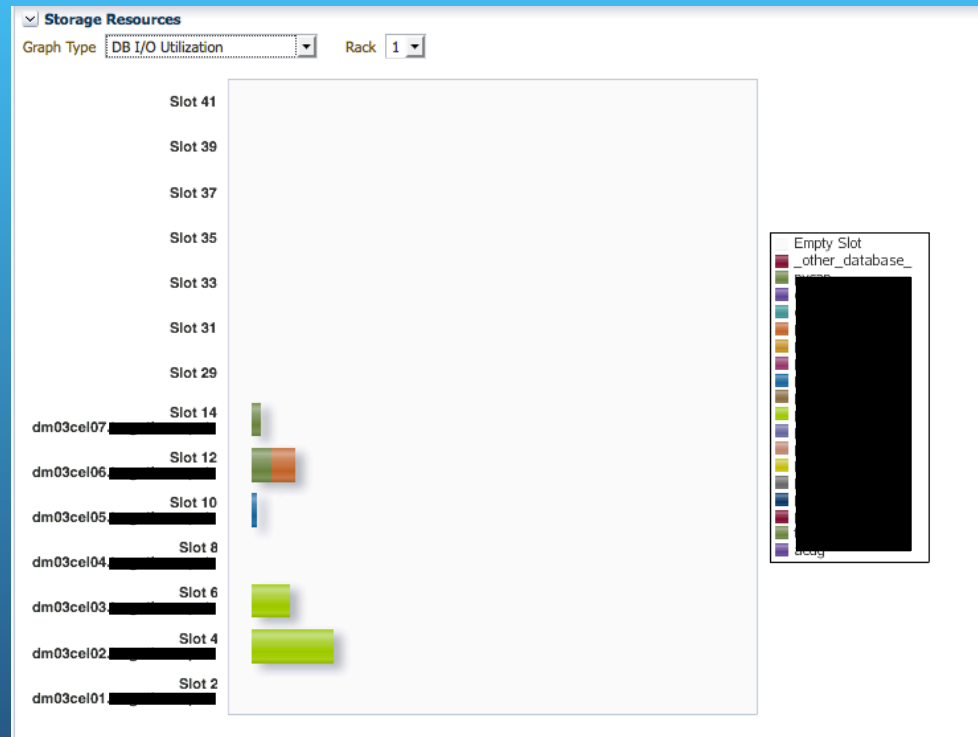 Storage Resources
Graph Type DB I/O Utilization Rack 1
Slot 41
Slot 39
Slot 37
Slot 35
Slot 33
Slot 31
Slot 29
Slot 14
dm03cel07.
Slot 12
dm03cel06.
Slot 10
dm03cel05.
Slot 8
dm03cel04.
Slot 6
dm03cel03.
Slot 4
dm03cel02.
Slot 2
dm03cel01.
Empty Slot
_other_database_